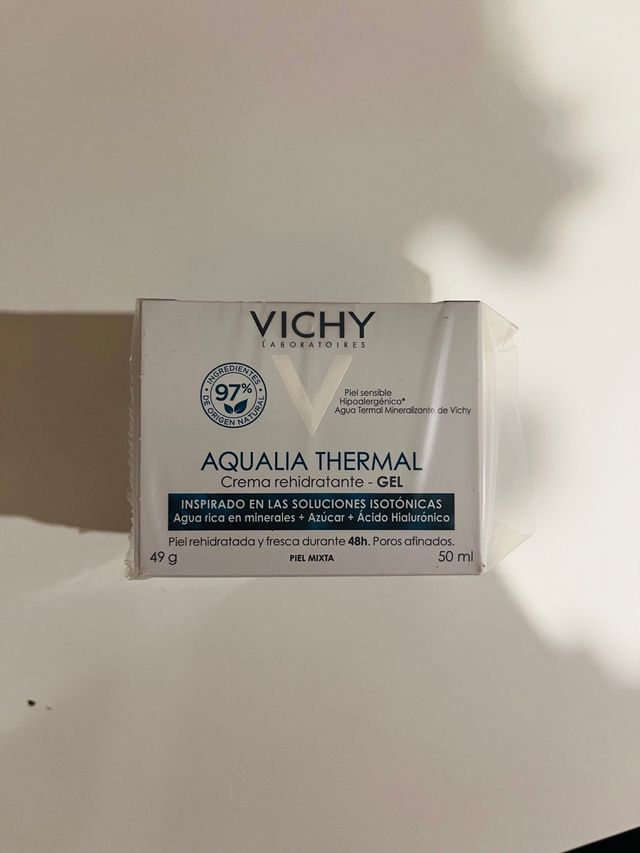 VICHY
LABORATOIRES
INGREDIENTES
97%
DE ORIGEN NATURAL
Piel sensible
Hipoalergénico*
Agua Termal Mineralizante de Vichy
AQUALIA THERMAL
Crema rehidratante - GEL
INSPIRADO EN LAS SOLUCIONES ISOTÓNICAS
Agua rica en minerales + Azúcar + Ácido Hialurónico
Piel rehidratada y fresca durante 48h. Poros afinados.
49 g PIEL MIXTA 50 ml